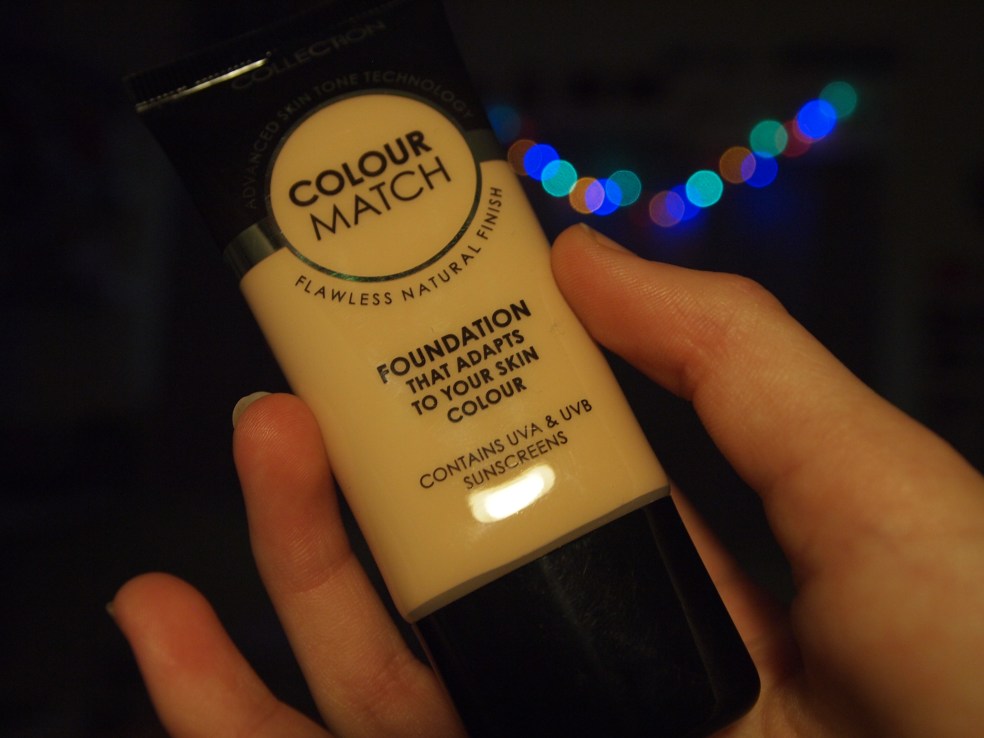 COLLECTION
ADVANCED SKIN TONE TECHNOLOGY
COLOUR
MATCH
FLAWLESS NATURAL FINISH
FOUNDATION
THAT ADAPTS
TO YOUR SKIN
COLOUR
CONTAINS UVA & UVB
SUNSCREENS